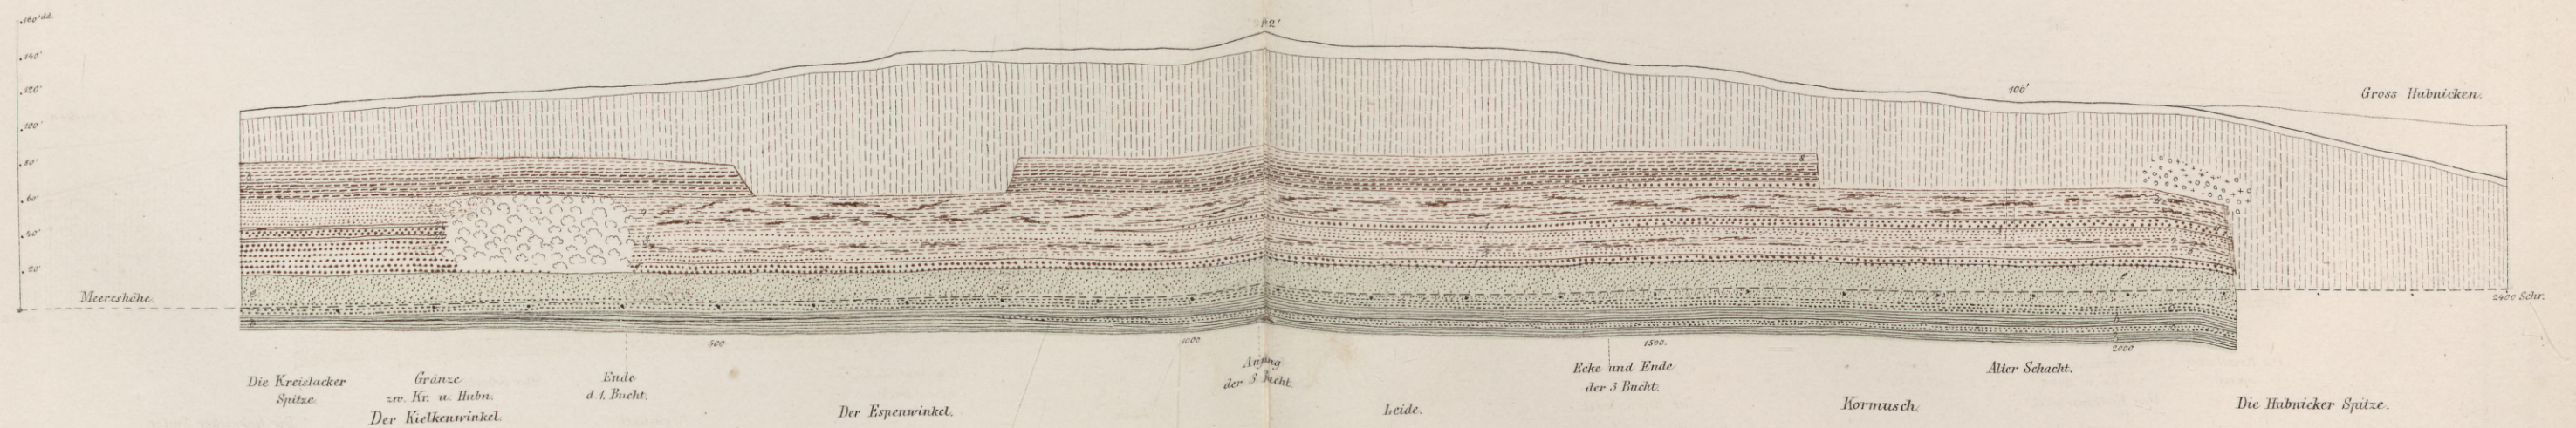 160' dd.
140'
120'
100'
80'
60'
40'
20'
Meereshöhe.
106'
Gross Hubnicken.
2400 Schr.
500
1000
1500.
2000
Die Kreislacker
Spitze.
Gränze
zw. Kr. u. Hubn.
Der Kielkenwinkel.
Ende
d. 1. Bucht.
Der Espenwinkel.
Anfang
der 3 Bucht.
Leide.
Ecke und Ende
der 3 Bucht.
Kormusch.
Alter Schacht.
Die Hubnicker Spitze.